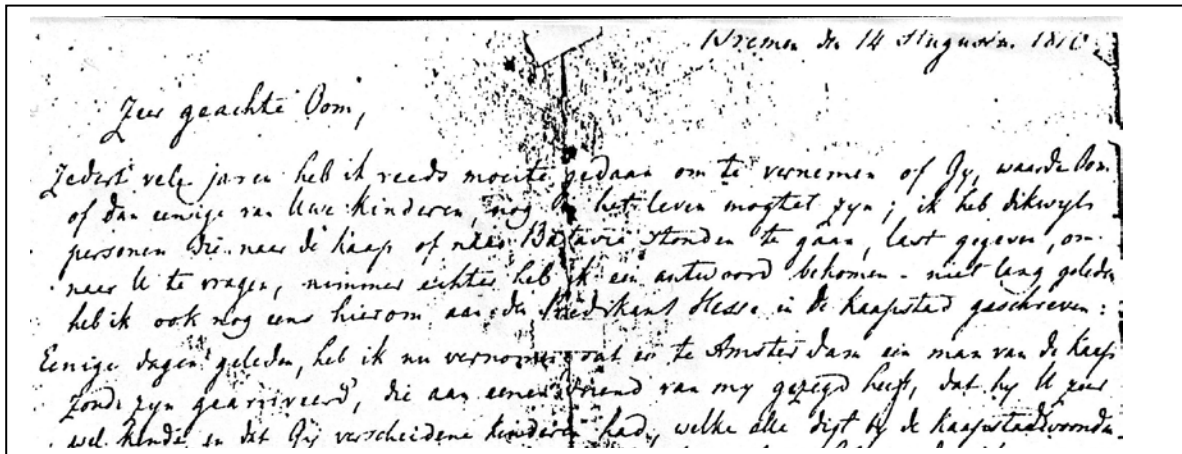 Bremen den 14 Augustus 181
Zeer geachte Oom,
Zedert vele jaren heb ik reeds moeite gedaan om te vernemen of Gy, waarde Oom
of dan eenige van Uwe Kinderen, nog in het leven mogtet zyn; ik heb dikwyls
personen die naar de Kaap of naar Batavia stonden te gaan, last gegeven, om
naar U te vragen, nimmer echter heb ik een antwoord bekomen - niet lang geleden
heb ik ook nog eens hierom aan den Predikant Hesse in de Kaapstad geschreven:
Eenige dagen geleden, heb ik nu vernomen dat er te Amsterdam een man van de Kaap
zoude zyn gearriveerd, die aan eenen vriend van my gezegd heeft, dat hy U zeer
wel kende en dat Gy verscheidene kinderen had, welke alle digt by de Kaapstad woonden